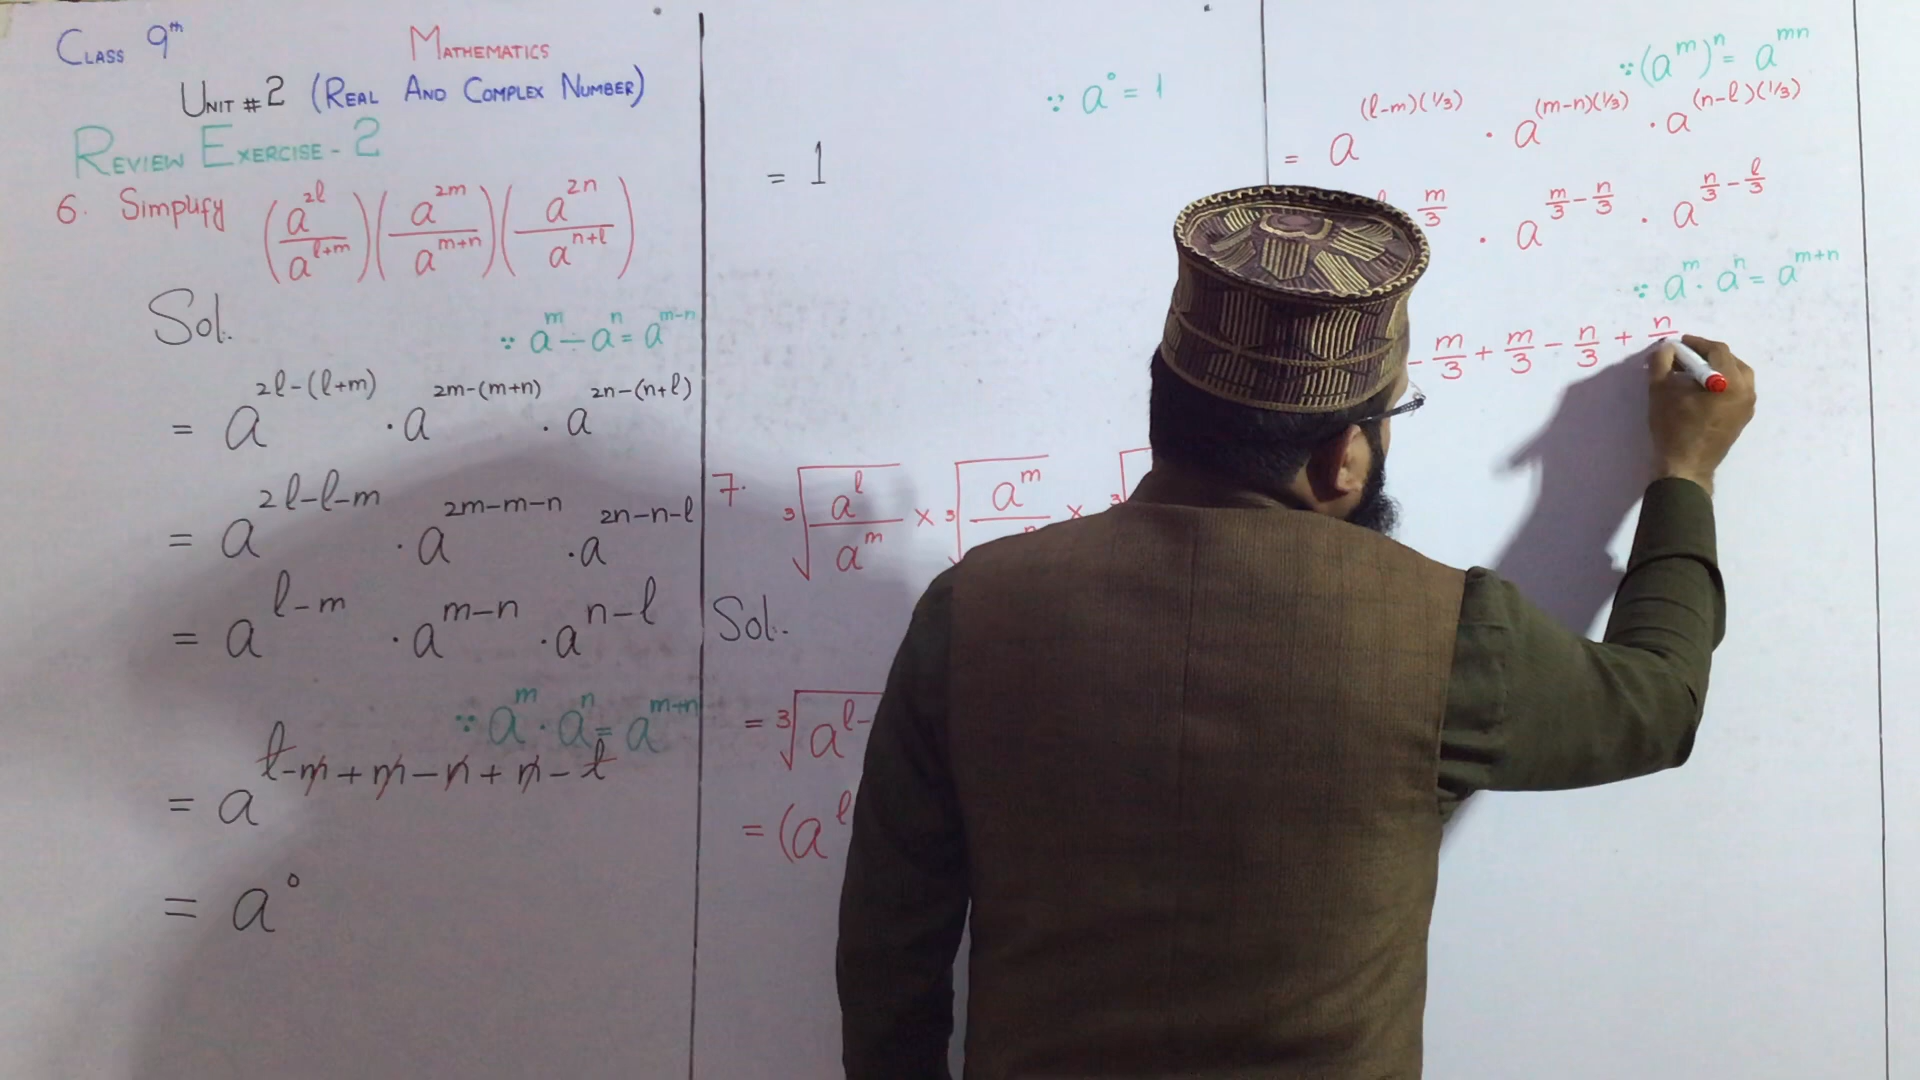 CLASS 9th MATHEMATICS
UNIT # 2 (REAL AND COMPLEX NUMBER)
REVIEW EXERCISE - 2
6. Simplify (a^2l / a^l+m)(a^2m / a^m+n)(a^2n / a^n+l)
Sol.
∵ a^m ÷ a^n = a^m-n
= a^2l-(l+m) · a^2m-(m+n) · a^2n-(n+l)
= a^2l-l-m · a^2m-m-n · a^2n-n-l
= a^l-m · a^m-n · a^n-l
∵ a^m · a^n = a^m+n
= a^l-m+m-n+n-l
= a^0
∵ a^0 = 1
= 1
7. ∛(a^l / a^m) × ∛(a^m /
Sol.
= ∛a^l-
= (a^l
∵ (a^m)^n = a^mn
= a^(l-m)(1/3) · a^(m-n)(1/3) · a^(n-l)(1/3)
m/3 · a^m/3 - n/3 · a^n/3 - l/3
∵ a^m · a^n = a^m+n
- m/3 + m/3 - n/3 + n